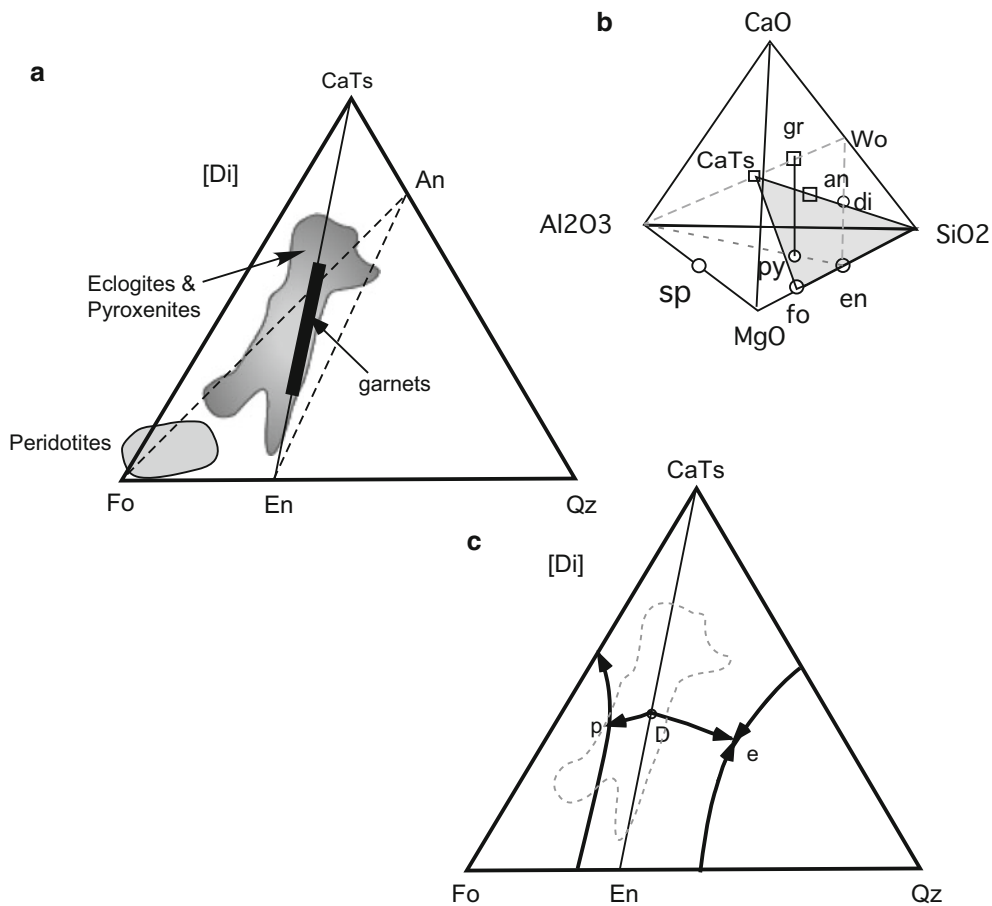 a
CaTs
[Di]
An
Eclogites &
Pyroxenites
garnets
Peridotites
Fo
En
Qz
b
CaO
gr
Wo
CaTs
an
di
Al2O3
SiO2
py
sp
fo
en
MgO
c
CaTs
[Di]
p
D
e
Fo
En
Qz